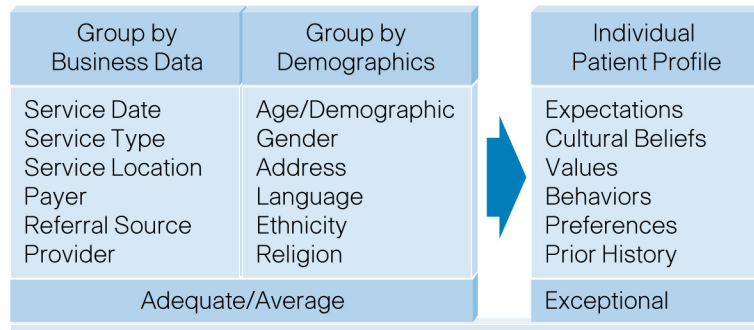 Group by
Business Data
Service Date
Service Type
Service Location
Payer
Referral Source
Provider
Group by
Demographics
Age/Demographic
Gender
Address
Language
Ethnicity
Religion
Adequate/Average
Individual
Patient Profile
Expectations
Cultural Beliefs
Values
Behaviors
Preferences
Prior History
Exceptional